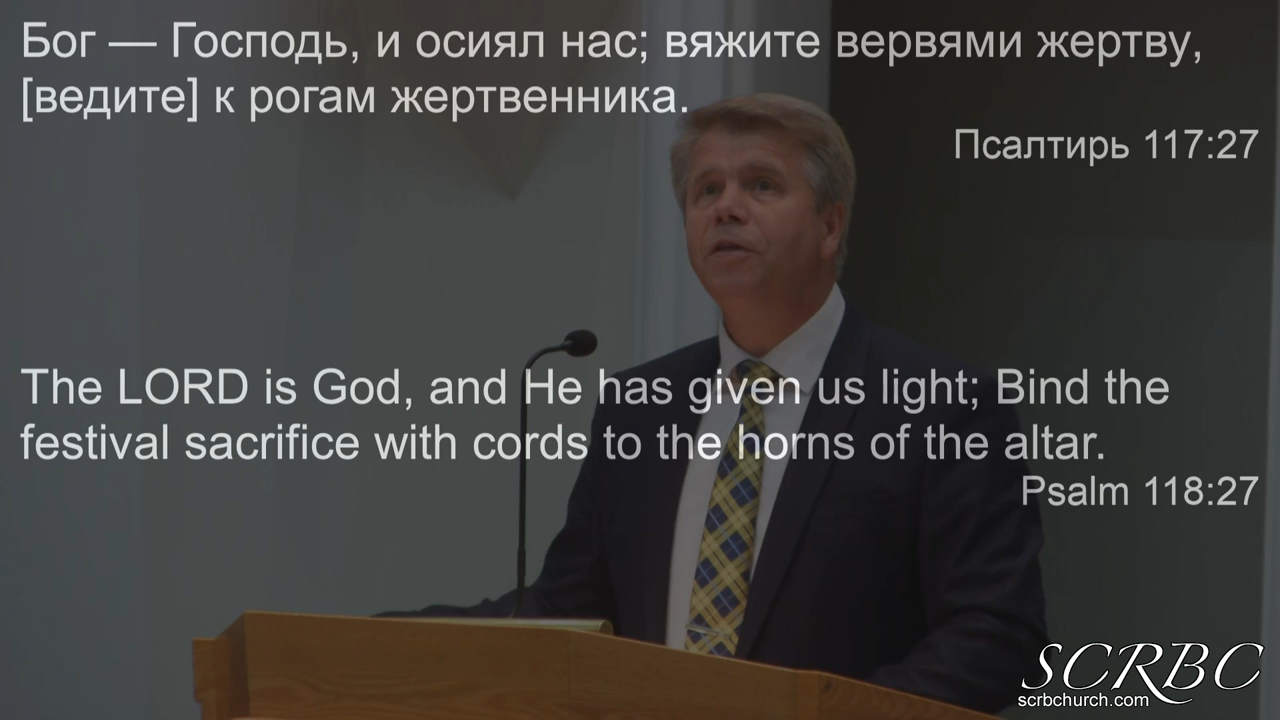 Бог — Господь, и осиял нас; вяжите вервями жертву,
[ведите] к рогам жертвенника.
Псалтирь 117:27
The LORD is God, and He has given us light; Bind the
festival sacrifice with cords to the horns of the altar.
Psalm 118:27
SCRBC
scrbchurch.com